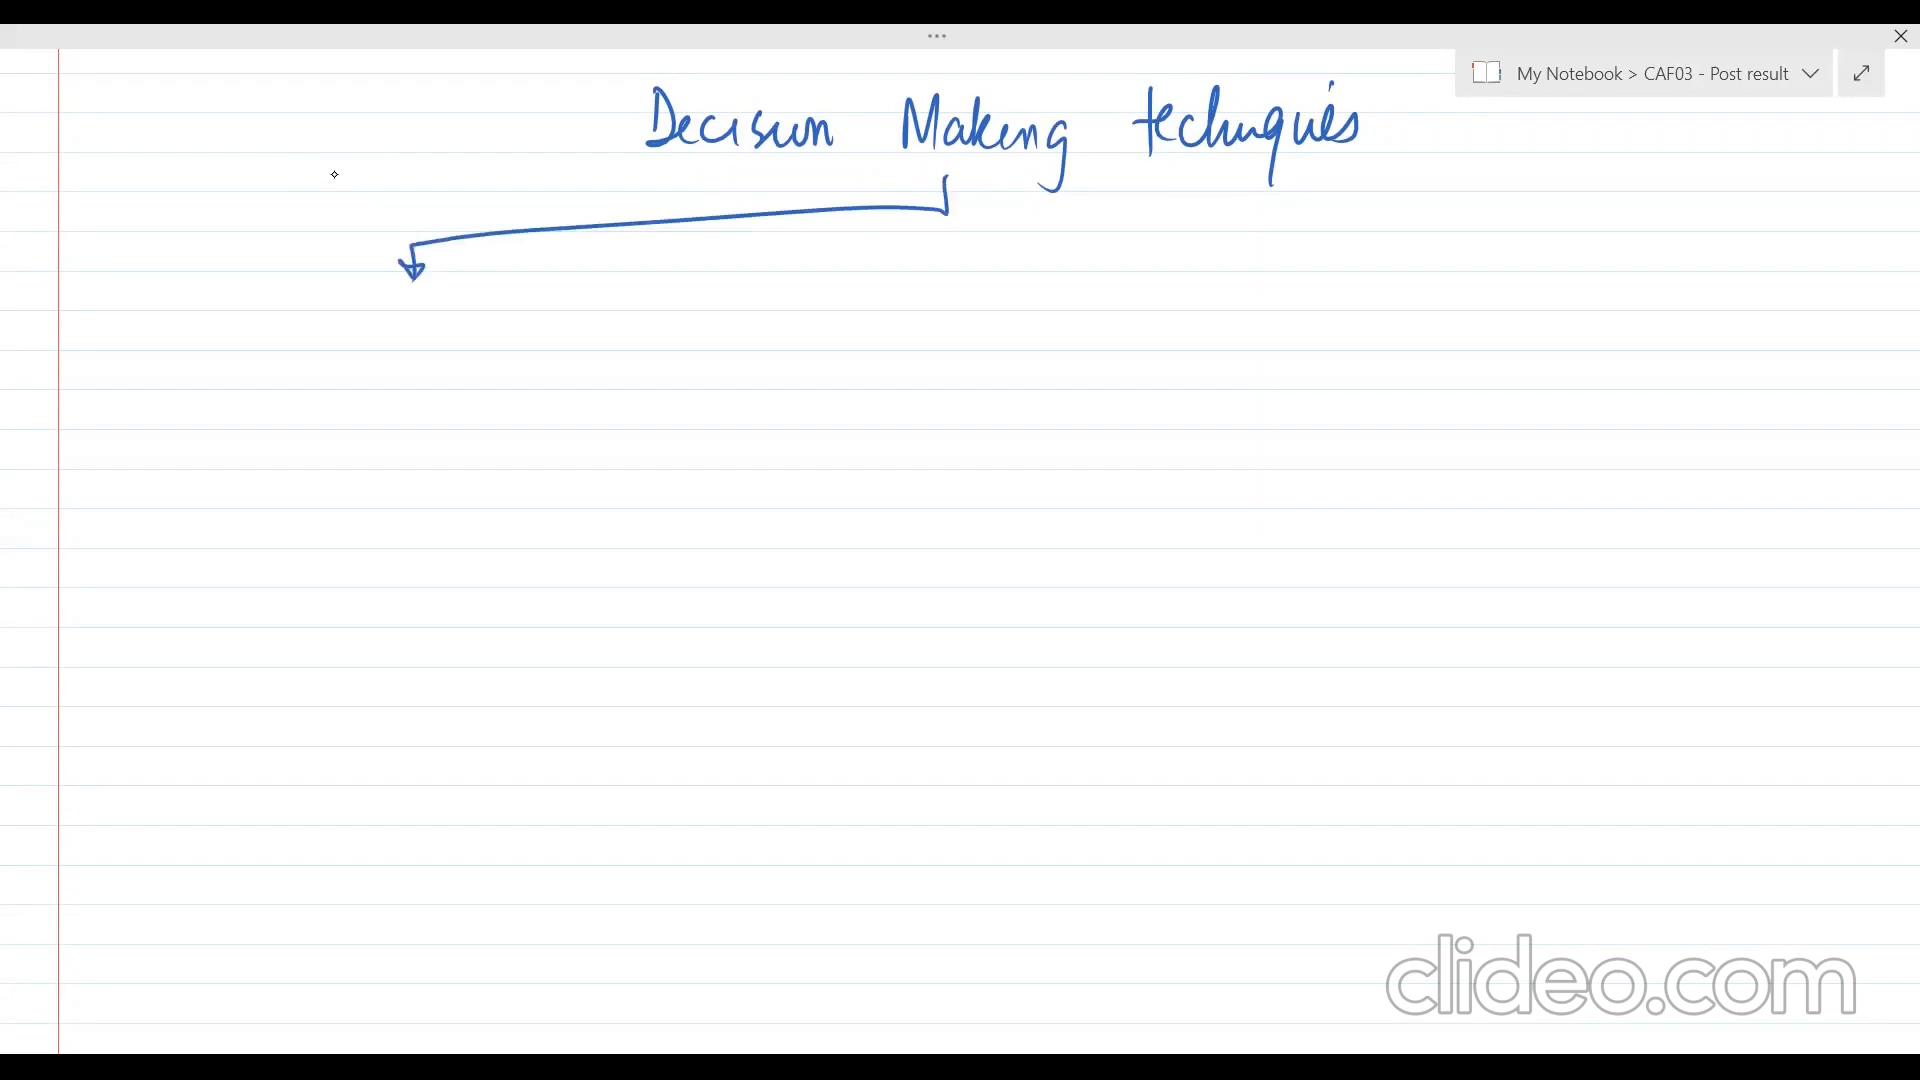 My Notebook > CAF03 - Post result
Decision Making techniques
clideo.com